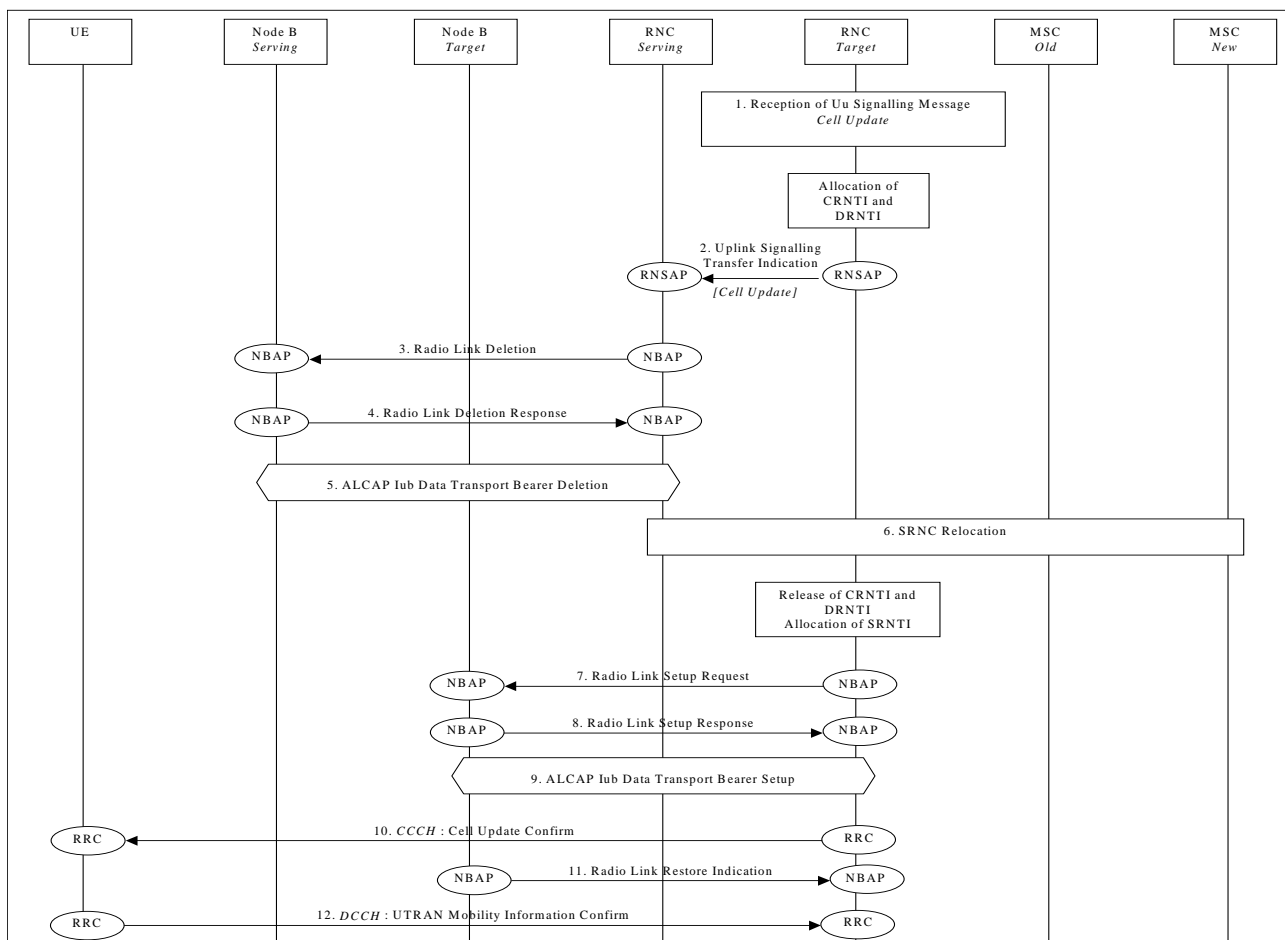 UE
Node B
Serving
Node B
Target
RNC
Serving
RNC
Target
MSC
Old
MSC
New
1. Reception of Uu Signalling Message
Cell Update
Allocation of
CRNTI and
DRNTI
2. Uplink Signalling
Transfer Indication
RNSAP
RNSAP
[Cell Update]
NBAP
3. Radio Link Deletion
NBAP
NBAP
4. Radio Link Deletion Response
NBAP
5. ALCAP Iub Data Transport Bearer Deletion
6. SRNC Relocation
Release of CRNTI and
DRNTI
Allocation of SRNTI
NBAP
7. Radio Link Setup Request
NBAP
NBAP
8. Radio Link Setup Response
NBAP
9. ALCAP Iub Data Transport Bearer Setup
RRC
10. CCCH : Cell Update Confirm
RRC
NBAP
11. Radio Link Restore Indication
NBAP
RRC
12. DCCH : UTRAN Mobility Information Confirm
RRC